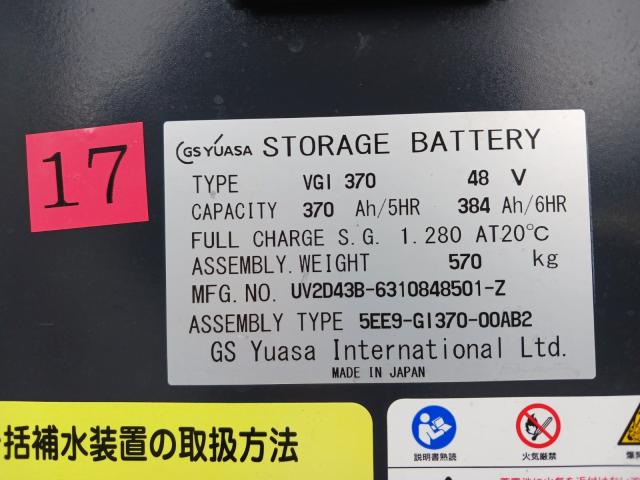 17
GS YUASA STORAGE BATTERY
TYPE VGI 370 48 V
CAPACITY 370 Ah/5HR 384 Ah/6HR
FULL CHARGE S.G. 1.280 AT20℃
ASSEMBLY.WEIGHT 570 kg
MFG.NO. UV2D43B-6310848501-Z
ASSEMBLY TYPE 5EE9-GI370-00AB2
GS Yuasa International Ltd.
MADE IN JAPAN
括補水装置の取扱方法
説明書熟読 火気厳禁